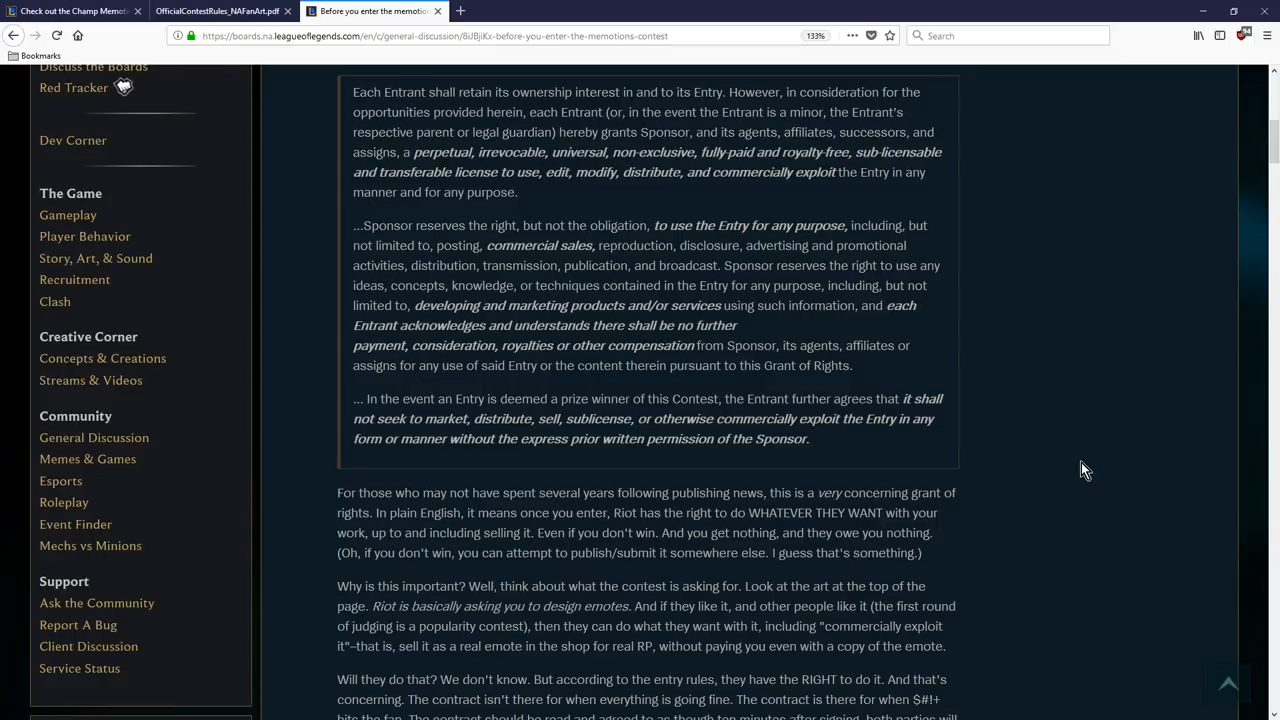 Check out the Champ Memoti
OfficialContestRules_NAFanArt.pdf
Before you enter the memotio
https://boards.na.leagueoflegends.com/en/c/general-discussion/8iJBjiKx-before-you-enter-the-memotions-contest
133%
Search
Bookmarks
Discuss the Boards
Red Tracker
Dev Corner
The Game
Gameplay
Player Behavior
Story, Art, & Social
Recruitment
Clash
Creative Corner
Concepts & Creations
Streams & Videos
Community
General Discussion
Memes & Games
Esports
Roleplay
Event Finder
Mechs vs Minions
Support
Ask the Community
Report A Bug
Client Discussion
Service Status
Each Entrant shall retain its ownership interest in and to its Entry. However, in consideration for the
opportunities provided herein, each Entrant (or, in the event the Entrant is a minor, the Entrant's
respective parent or legal guardian) hereby grants Sponsor, and its agents, affiliates, successors, and
assigns, a perpetual, irrevocable, universal, non-exclusive, fully-paid and royalty-free, sub-licensable
and transferable license to use, edit, modify, distribute, and commercially exploit the Entry in any
manner and for any purpose.
...Sponsor reserves the right, but not the obligation, to use the Entry for any purpose, including, but
not limited to, posting, commercial sales, reproduction, disclosure, advertising and promotional
activities, distribution, transmission, publication, and broadcast. Sponsor reserves the right to use any
ideas, concepts, knowledge, or techniques contained in the Entry for any purpose, including, but not
limited to, developing and marketing products and/or services using such information, and each
Entrant acknowledges and understands there shall be no further
payment, consideration, royalties or other compensation from Sponsor, its agents, affiliates or
assigns for any use of said Entry or the content therein pursuant to this Grant of Rights.
... In the event an Entry is deemed a prize winner of this Contest, the Entrant further agrees that it shall
not seek to market, distribute, sell, sublicense, or otherwise commercially exploit the Entry in any
form or manner without the express prior written permission of the Sponsor.
For those who may not have spent several years following publishing news, this is a very concerning grant of
rights. In plain English, it means once you enter, Riot has the right to do WHATEVER THEY WANT with your
work, up to and including selling it. Even if you don't win. And you get nothing, and they owe you nothing.
(Oh, if you don't win, you can attempt to publish/submit it somewhere else. I guess that's something.)
Why is this important? Well, think about what the contest is asking for. Look at the art at the top of the
page. Riot is basically asking you to design emotes. And if they like it, and other people like it (the first round
of judging is a popularity contest), then they can do what they want with it, including "commercially exploit
it"–that is, sell it as a real emote in the shop for real RP, without paying you even with a copy of the emote.
Will they do that? We don't know. But according to the entry rules, they have the RIGHT to do it. And that's
concerning. The contract isn't there for when everything is going fine. The contract is there for when $#!+
hits the fan. The contract should be read and agreed to as though ten minutes after signing, both parties will